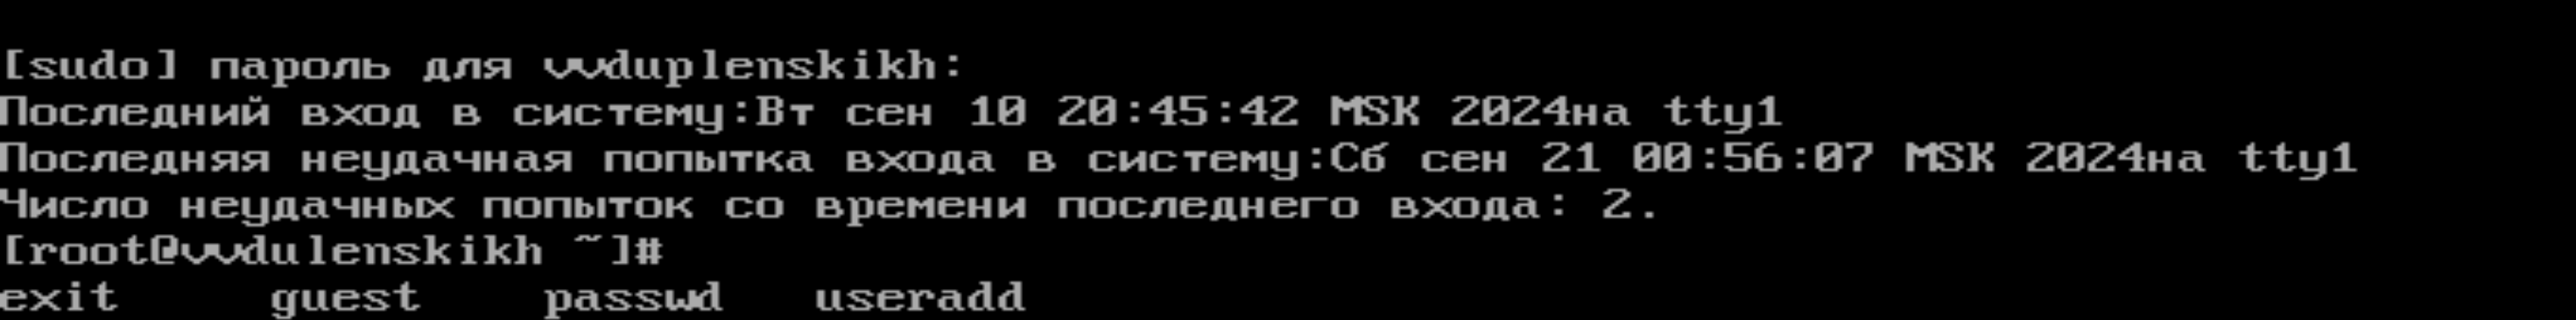 [sudo] пароль для vvduplenskikh:
Последний вход в систему:Вт сен 10 20:45:42 MSK 2024на tty1
Последняя неудачная попытка входа в систему:Сб сен 21 00:56:07 MSK 2024на tty1
Число неудачных попыток со времени последнего входа: 2.
[root@vvdulenskikh ~]#
exit guest passwd useradd